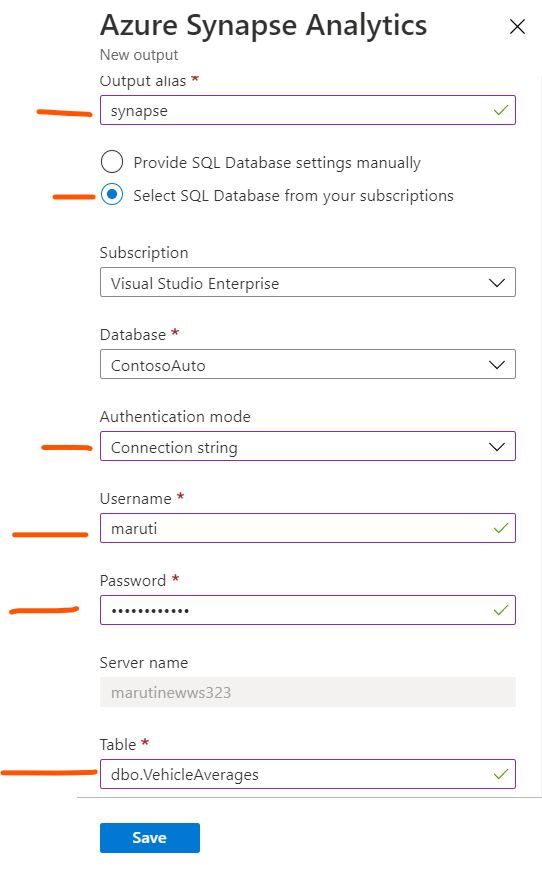 Azure Synapse Analytics
New output
Output alias *
synapse
Provide SQL Database settings manually
Select SQL Database from your subscriptions
Subscription
Visual Studio Enterprise
Database *
ContosoAuto
Authentication mode
Connection string
Username *
maruti
Password *
••••••••••••
Server name
marutinewws323
Table *
dbo.VehicleAverages
Save